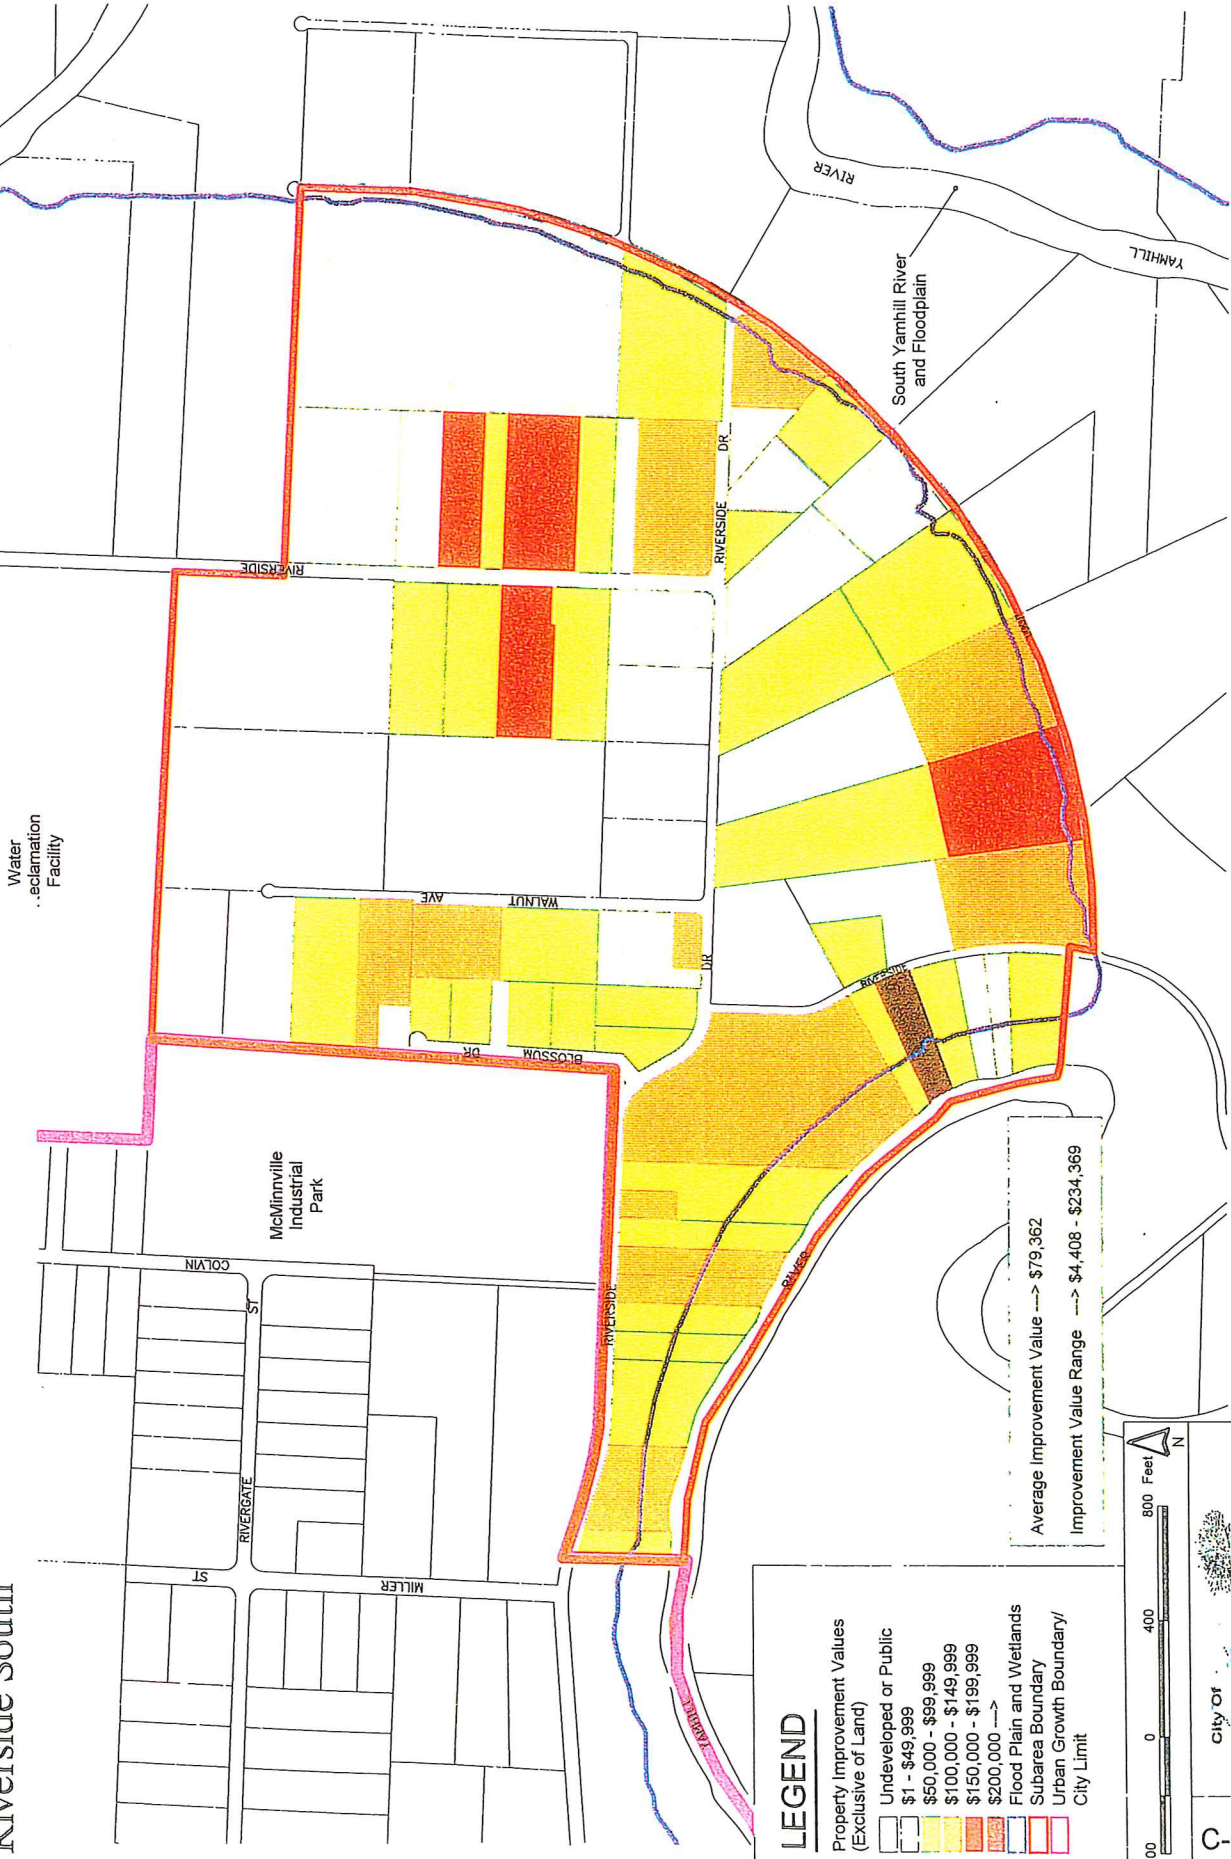 Riverside South
Water
..eclamation
Facility
McMinnville
Industrial
Park
COLVIN
ST
RIVERGATE
ST
MILLER
RIVERSIDE
RIVERSIDE
DR
WALNUT
AVE
BLOSSUM
DR
DR
RIVERSIDE
RIVERSIDE
RIVER
YAMHILL
RIVER
YAMHILL
South Yamhill River
and Floodplain
Average Improvement Value ---> $79,362
Improvement Value Range ---> $4,408 - $234,369
LEGEND
Property Improvement Values
(Exclusive of Land)
Undeveloped or Public
$1 - $49,999
$50,000 - $99,999
$100,000 - $149,999
$150,000 - $199,999
$200,000 --->
Flood Plain and Wetlands
Subarea Boundary
Urban Growth Boundary/
City Limit
00 0 400 800 Feet
N
City Of
C-